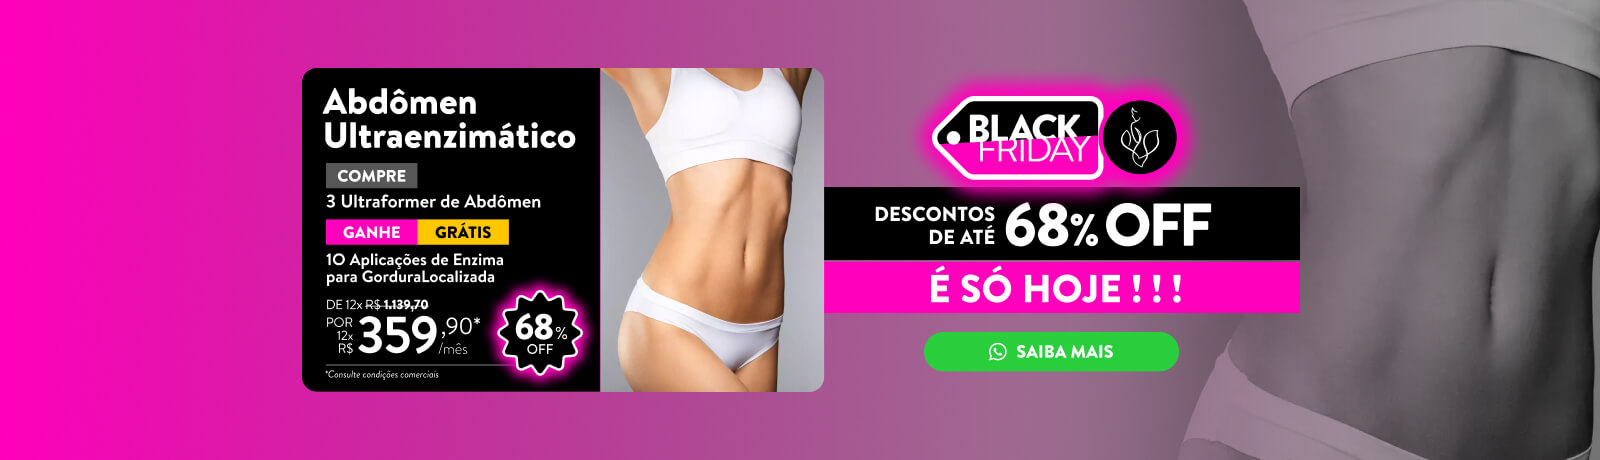 Abdômen
Ultraenzimático
COMPRE
3 Ultraformer de Abdômen
GANHE GRÁTIS
10 Aplicações de Enzima
para GorduraLocalizada
DE 12x R$ 1.139,70
POR 12x R$ 359,90*/mês
68% OFF
*Consulte condições comerciais
BLACK
FRIDAY
DESCONTOS
DE ATÉ 68% OFF
É SÓ HOJE!!!
SAIBA MAIS